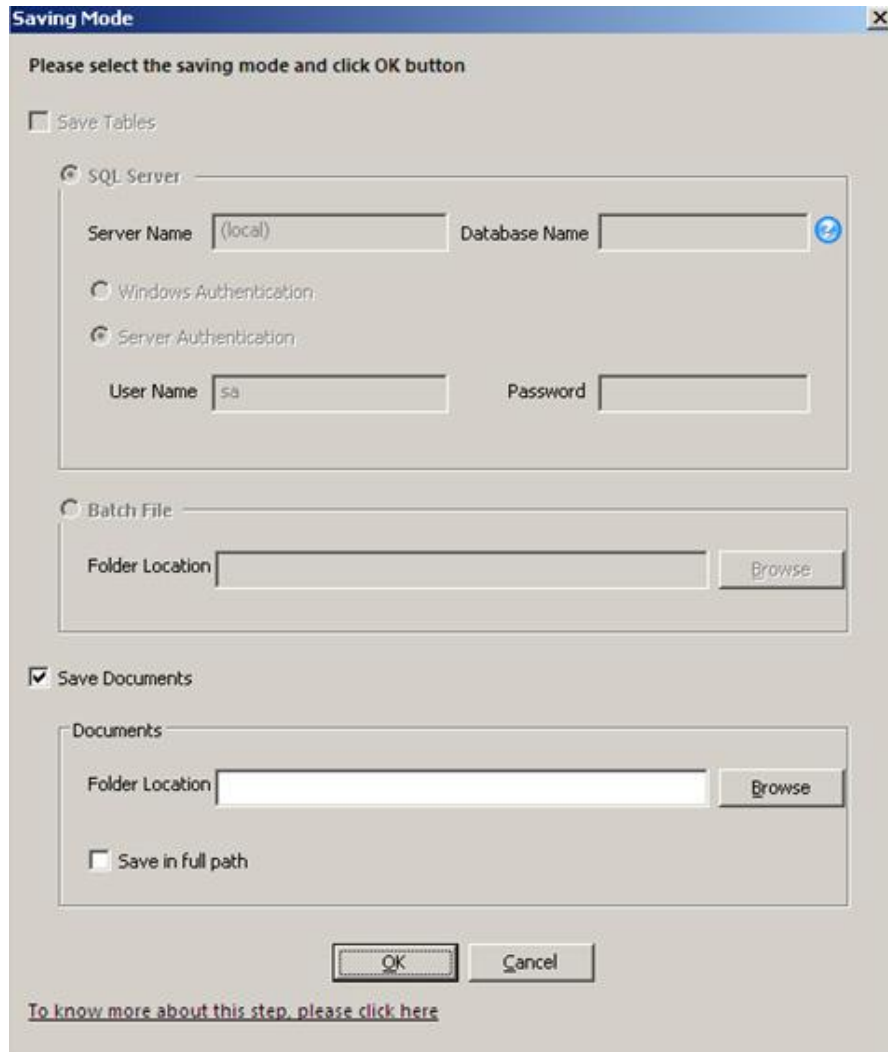 Saving Mode
Please select the saving mode and click OK button
Save Tables
SQL Server
Server Name (local) Database Name
Windows Authentication
Server Authentication
User Name sa Password
Batch File
Folder Location Browse
Save Documents
Documents
Folder Location Browse
Save in full path
OK Cancel
To know more about this step, please click here